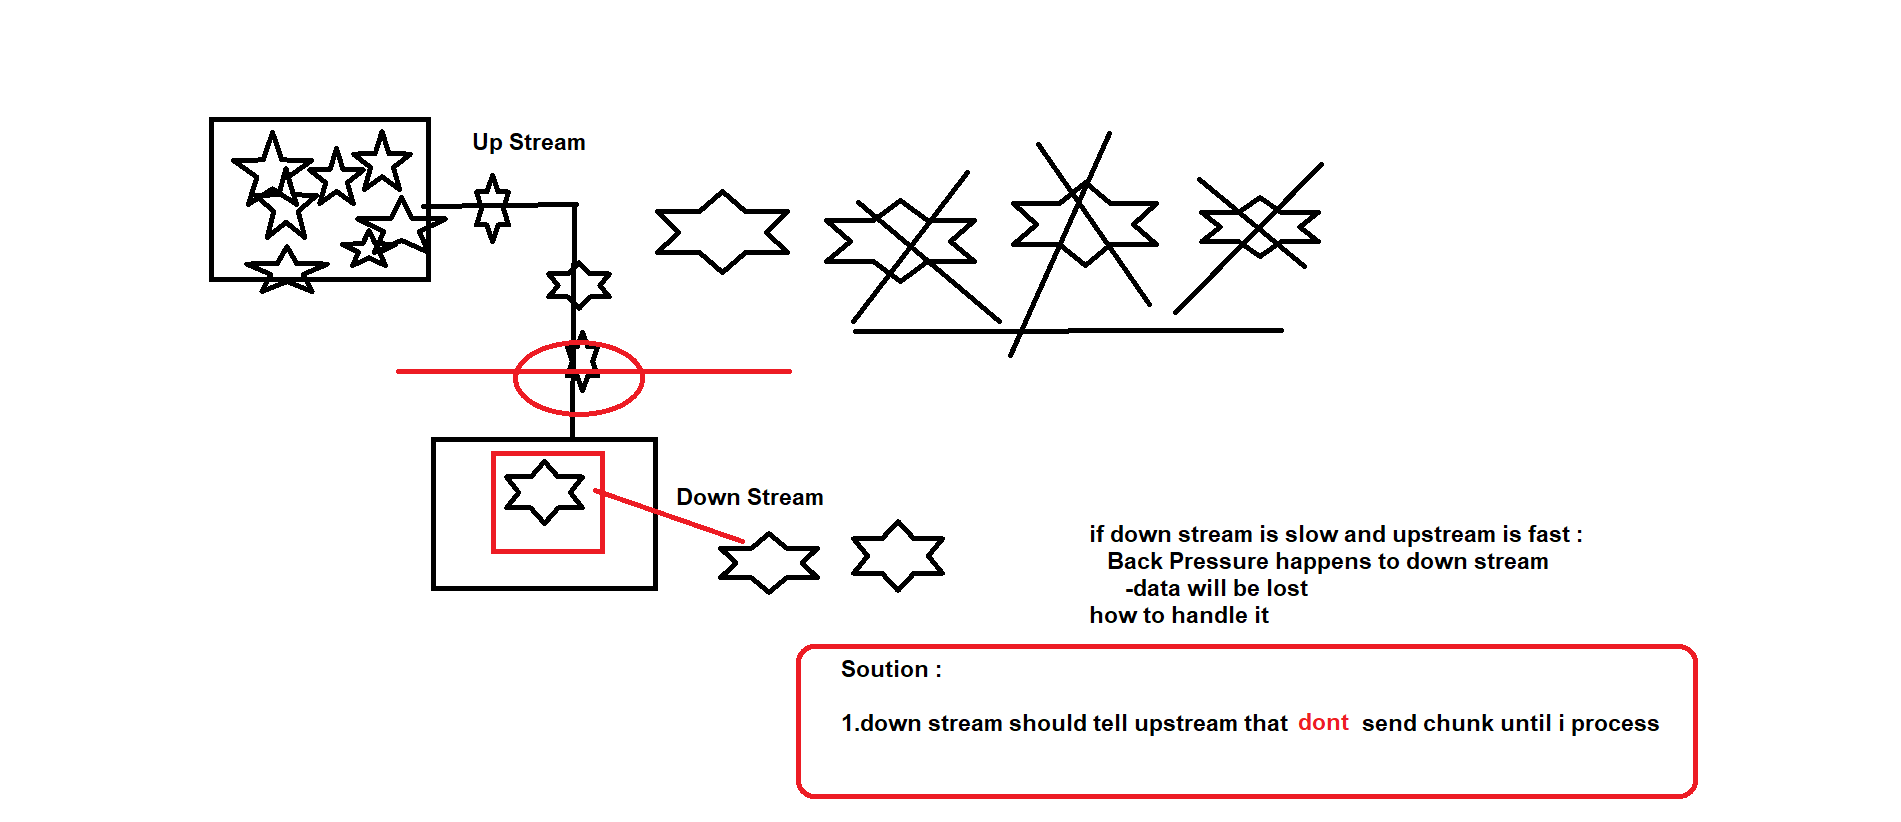 Up Stream
Down Stream
if down stream is slow and upstream is fast :
Back Pressure happens to down stream
-data will be lost
how to handle it
Soution :
1.down stream should tell upstream that dont send chunk until i process